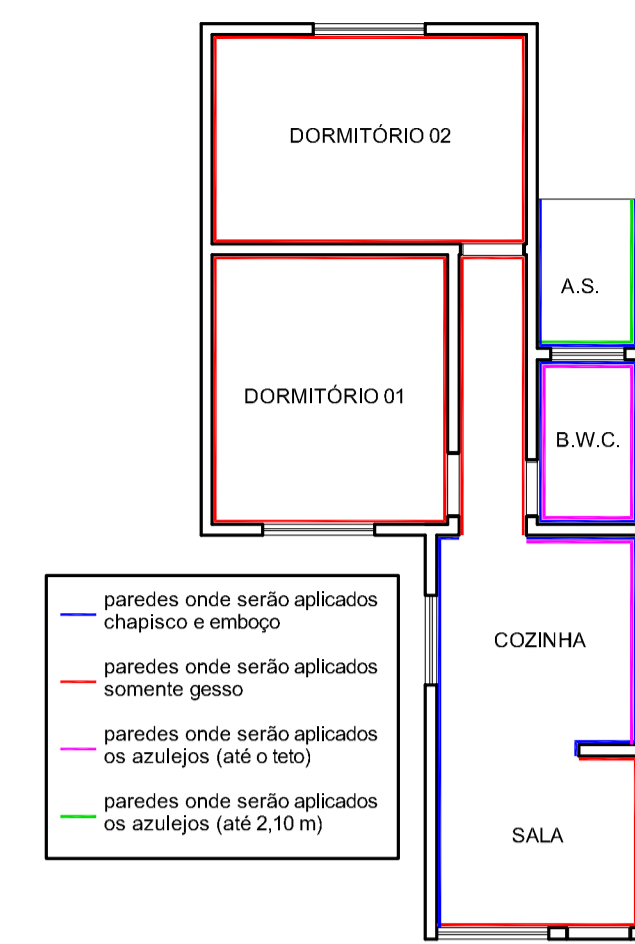 DORMITÓRIO 02
A.S.
DORMITÓRIO 01
B.W.C.
paredes onde serão aplicados
chapisco e emboço
COZINHA
paredes onde serão aplicados
somente gesso
paredes onde serão aplicados
os azulejos (até o teto)
paredes onde serão aplicados
os azulejos (até 2,10 m)
SALA